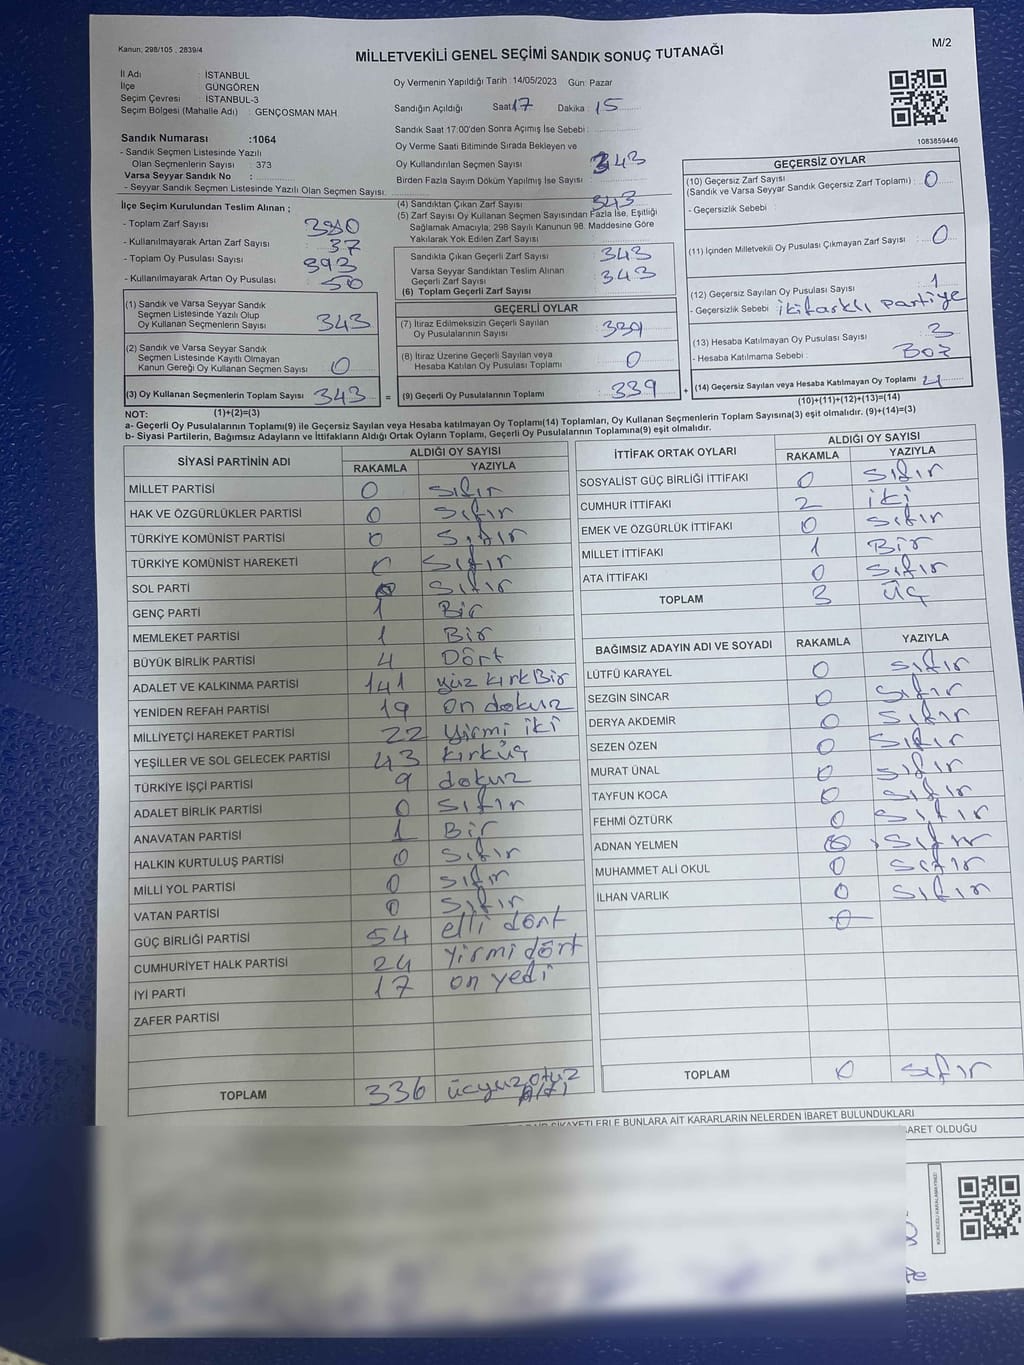 Kanun; 298/105 , 2839/4
MİLLETVEKİLİ GENEL SEÇİMİ SANDIK SONUÇ TUTANAĞI
M/2
İl Adı : İSTANBUL
İlçe GÜNGÖREN
Seçim Çevresi : İSTANBUL-3
Seçim Bölgesi (Mahalle Adı) : GENÇOSMAN MAH
Sandık Numarası :1064
- Sandık Seçmen Listesinde Yazılı
Olan Seçmenlerin Sayısı : 373
Varsa Seyyar Sandık No :
- Seyyar Sandık Seçmen Listesinde Yazılı Olan Seçmen Sayısı:
Oy Vermenin Yapıldığı Tarih 14/05/2023 Gün: Pazar
Sandığın Açıldığı Saat 17 Dakika 15
Sandık Saat 17:00'den Sonra Açımış İse Sebebi :
Oy Verme Saati Bitiminde Sırada Bekleyen ve
Oy Kullandırılan Seçmen Sayısı 343
Birden Fazla Sayım Döküm Yapılmış İse Sayısı :
1083859446
İlçe Seçim Kurulundan Teslim Alınan ;
- Toplam Zarf Sayısı
- Kullanılmayarak Artan Zarf Sayısı 37
- Toplam Oy Pusulası Sayısı 393
- Kullanılmayarak Artan Oy Pusulası 50
(1) Sandık ve Varsa Seyyar Sandık
Seçmen Listesinde Yazılı Olup
Oy Kullanan Seçmenlerin Sayısı 343
(2) Sandık ve Varsa Seyyar Sandık
Seçmen Listesinde Kayıtlı Olmayan
Kanun Gereği Oy Kullanan Seçmen Sayısı 0
(3) Oy Kullanan Seçmenlerin Toplam Sayısı 343 =
(1)+(2)=(3)
(4) Sandıktan Çıkan Zarf Sayısı 343
(5) Zarf Sayısı Oy Kullanan Seçmen Sayısından Fazla İse, Eşitliği
Sağlamak Amacıyla; 298 Sayılı Kanunun 98. Maddesine Göre
Yakılarak Yok Edilen Zarf Sayısı
Sandıkta Çıkan Geçerli Zarf Sayısı : 343
Varsa Seyyar Sandıktan Teslim Alınan
Geçerli Zarf Sayısı : 343
(6) Toplam Geçerli Zarf Sayısı
GEÇERLİ OYLAR
(7) İtiraz Edilmeksizin Geçerli Sayılan
Oy Pusulalarının Sayısı : 339
(8) İtiraz Üzerine Geçerli Sayılan veya
Hesaba Katılan Oy Pusulası Toplamı : 0
(9) Geçerli Oy Pusulalarının Toplamı : 339 +
GEÇERSİZ OYLAR
(10) Geçersiz Zarf Sayısı
(Sandık ve Varsa Seyyar Sandık Geçersiz Zarf Toplamı) : 0
- Geçersizlik Sebebi :
(11) İçinden Milletvekili Oy Pusulası Çıkmayan Zarf Sayısı : 0
(12) Geçersiz Sayılan Oy Pusulası Sayısı 1
- Geçersizlik Sebebi : iki farklı partiye
(13) Hesaba Katılmayan Oy Pusulası Sayısı 3
- Hesaba Katılmama Sebebi : Boş
(14) Geçersiz Sayılan veya Hesaba Katılmayan Oy Toplamı 4
(10)+(11)+(12)+(13)=(14)
NOT:
a- Geçerli Oy Pusulalarının Toplamı(9) ile Geçersiz Sayılan veya Hesaba katılmayan Oy Toplamı(14) Toplamları, Oy Kullanan Seçmenlerin Toplam Sayısına(3) eşit olmalıdır. (9)+(14)=(3)
b- Siyasi Partilerin, Bağımsız Adayların ve İttifakların Aldığı Ortak Oyların Toplamı, Geçerli Oy Pusulalarının Toplamına(9) eşit olmalıdır.
SİYASİ PARTİNİN ADI ALDIĞI OY SAYISI
RAKAMLA YAZIYLA
MİLLET PARTİSİ 0 sıfır
HAK VE ÖZGÜRLÜKLER PARTİSİ 0 sıfır
TÜRKİYE KOMÜNİST PARTİSİ 0 sıfır
TÜRKİYE KOMÜNİST HAREKETİ 0 sıfır
SOL PARTİ 0 sıfır
GENÇ PARTİ 1 Bir
MEMLEKET PARTİSİ 1 Bir
BÜYÜK BİRLİK PARTİSİ 4 Dört
ADALET VE KALKINMA PARTİSİ 141 yüz kırk Bir
YENİDEN REFAH PARTİSİ 19 on dokuz
MİLLİYETÇİ HAREKET PARTİSİ 22 yirmi iki
YEŞİLLER VE SOL GELECEK PARTİSİ 43 kırküç
TÜRKİYE İŞÇİ PARTİSİ 9 dokuz
ADALET BİRLİK PARTİSİ 0 sıfır
ANAVATAN PARTİSİ 1 Bir
HALKIN KURTULUŞ PARTİSİ 0 sıfır
MİLLİ YOL PARTİSİ 0 sıfır
VATAN PARTİSİ 0 sıfır
GÜÇ BİRLİĞİ PARTİSİ 54 elli dört
CUMHURİYET HALK PARTİSİ 24 yirmi dört
İYİ PARTİ 17 on yedi
ZAFER PARTİSİ
TOPLAM 336 üçyüz otuz Altı
İTTİFAK ORTAK OYLARI ALDIĞI OY SAYISI
RAKAMLA YAZIYLA
SOSYALİST GÜÇ BİRLİĞİ İTTİFAKI 0 sıfır
CUMHUR İTTİFAKI 2 iki
EMEK VE ÖZGÜRLÜK İTTİFAKI 0 sıfır
MİLLET İTTİFAKI 1 Bir
ATA İTTİFAKI 0 sıfır
TOPLAM 3 üç
BAĞIMSIZ ADAYIN ADI VE SOYADI RAKAMLA YAZIYLA
LÜTFÜ KARAYEL 0 sıfır
SEZGİN SİNCAR 0 sıfır
DERYA AKDEMİR 0 sıfır
SEZEN ÖZEN 0 sıfır
MURAT ÜNAL 0 sıfır
TAYFUN KOCA 0 sıfır
FEHMİ ÖZTÜRK 0 sıfır
ADNAN YELMEN 0 sıfır
MUHAMMET ALİ OKUL 0 sıfır
İLHAN VARLIK 0 sıfır
0
TOPLAM 0 sıfır
ŞİKAYETLERLE BUNLARA AİT KARARLARIN NELERDEN İBARET BULUNDUKLARI
BARET OLDUĞU